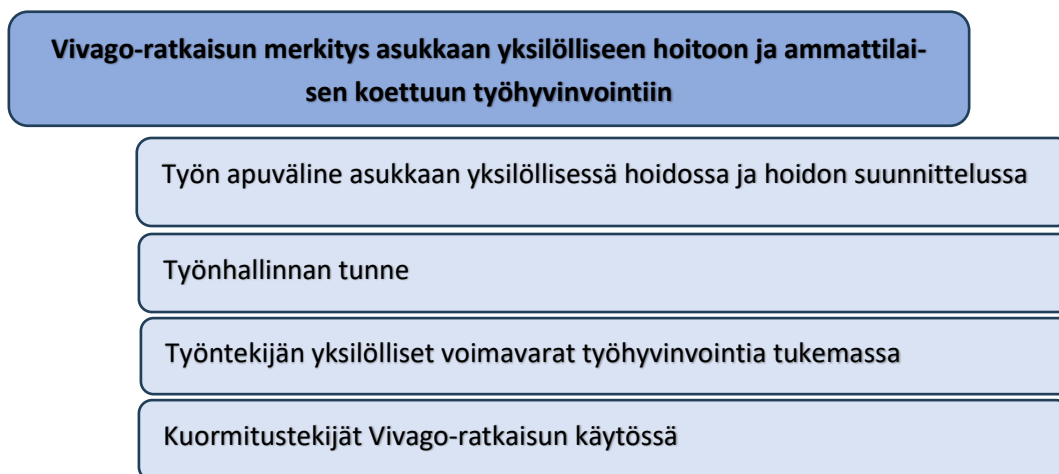 Vivago-ratkaisun merkitys asukkaan yksilölliseen hoitoon ja ammattilai-
sen koettuun työhyvinvointiin
Työn apuväline asukkaan yksilöllisessä hoidossa ja hoidon suunnittelussa
Työnhallinnan tunne
Työntekijän yksilölliset voimavarat työhyvinvointia tukemassa
Kuormitustekijät Vivago-ratkaisun käytössä